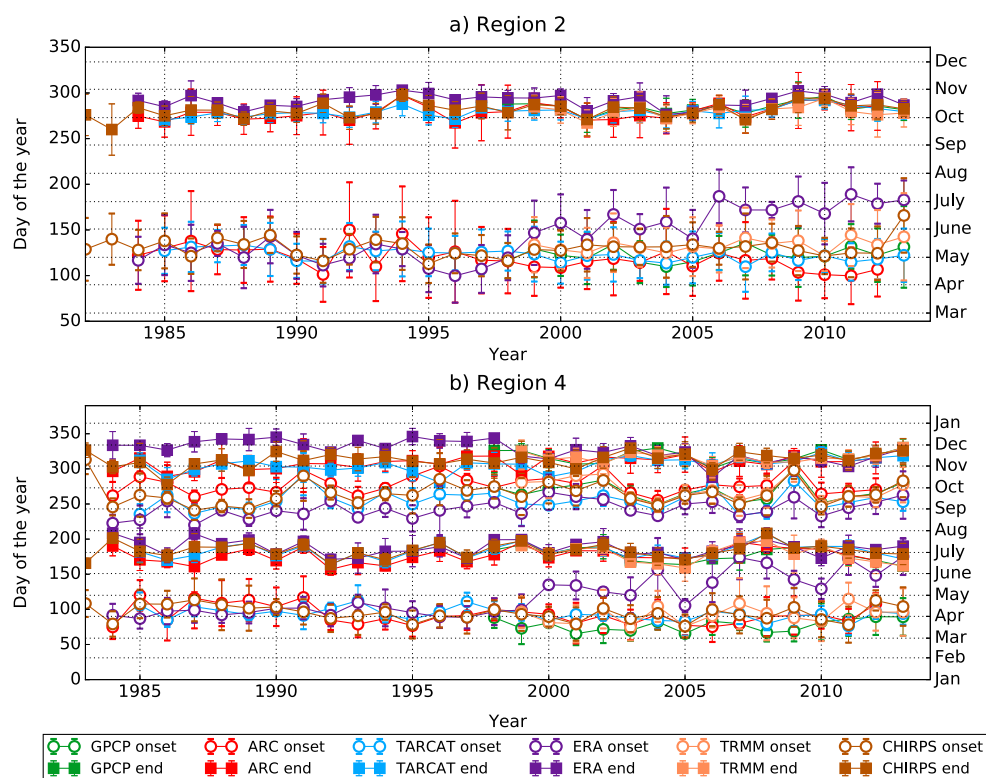 a) Region 2
350
300
250
200
150
100
50
Day of the year
Dec
Nov
Oct
Sep
Aug
July
June
May
Apr
Mar
1985 1990 1995 2000 2005 2010
Year
b) Region 4
350
300
250
200
150
100
50
0
Day of the year
Jan
Dec
Nov
Oct
Sep
Aug
July
June
May
Apr
Mar
Feb
Jan
1985 1990 1995 2000 2005 2010
Year
GPCP onset ARC onset TARCAT onset ERA onset TRMM onset CHIRPS onset
GPCP end ARC end TARCAT end ERA end TRMM end CHIRPS end